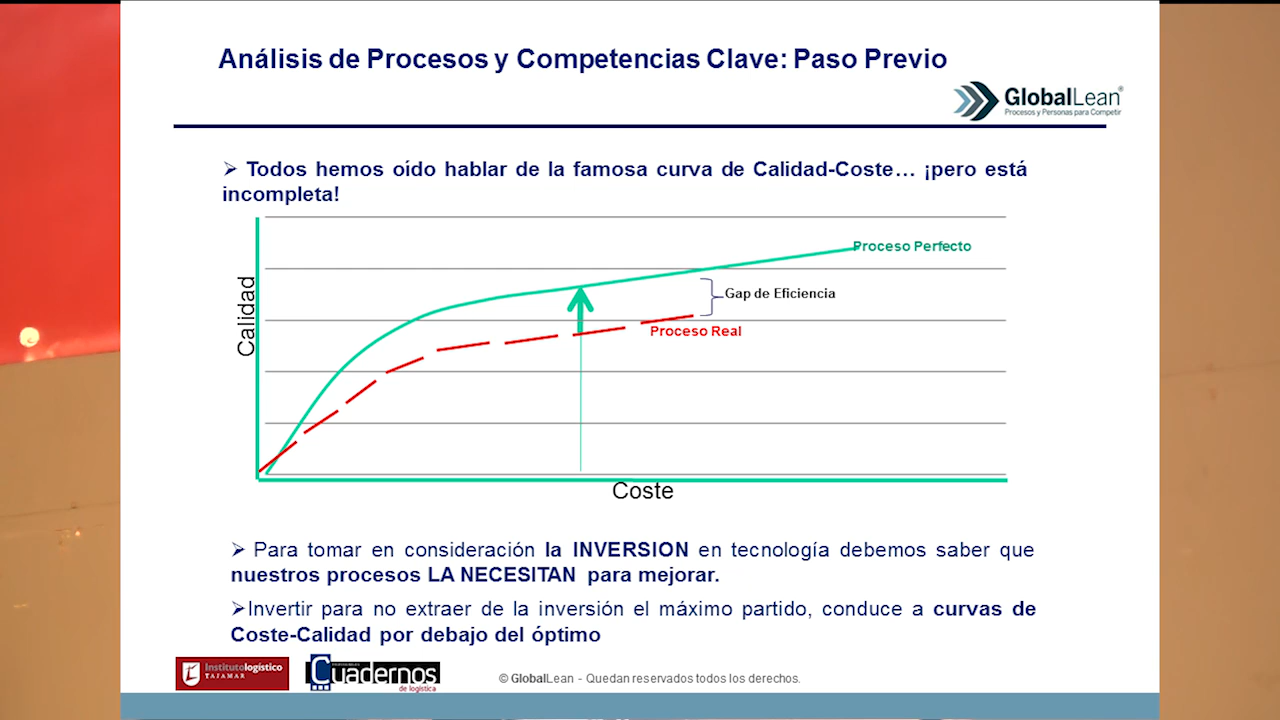 Análisis de Procesos y Competencias Clave: Paso Previo
GlobalLean®
Procesos y Personas para Competir
➢ Todos hemos oído hablar de la famosa curva de Calidad-Coste… ¡pero está
incompleta!
Proceso Perfecto
Gap de Eficiencia
Proceso Real
Calidad
Coste
➢ Para tomar en consideración la INVERSION en tecnología debemos saber que
nuestros procesos LA NECESITAN para mejorar.
➢Invertir para no extraer de la inversión el máximo partido, conduce a curvas de
Coste-Calidad por debajo del óptimo
Institutologístico
TAJAMAR
Cuadernos
de logística
© GlobalLean - Quedan reservados todos los derechos.